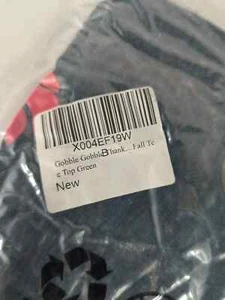 X004EF19W
Gobble Gobble Thank... Fall Te
e Top Green
New